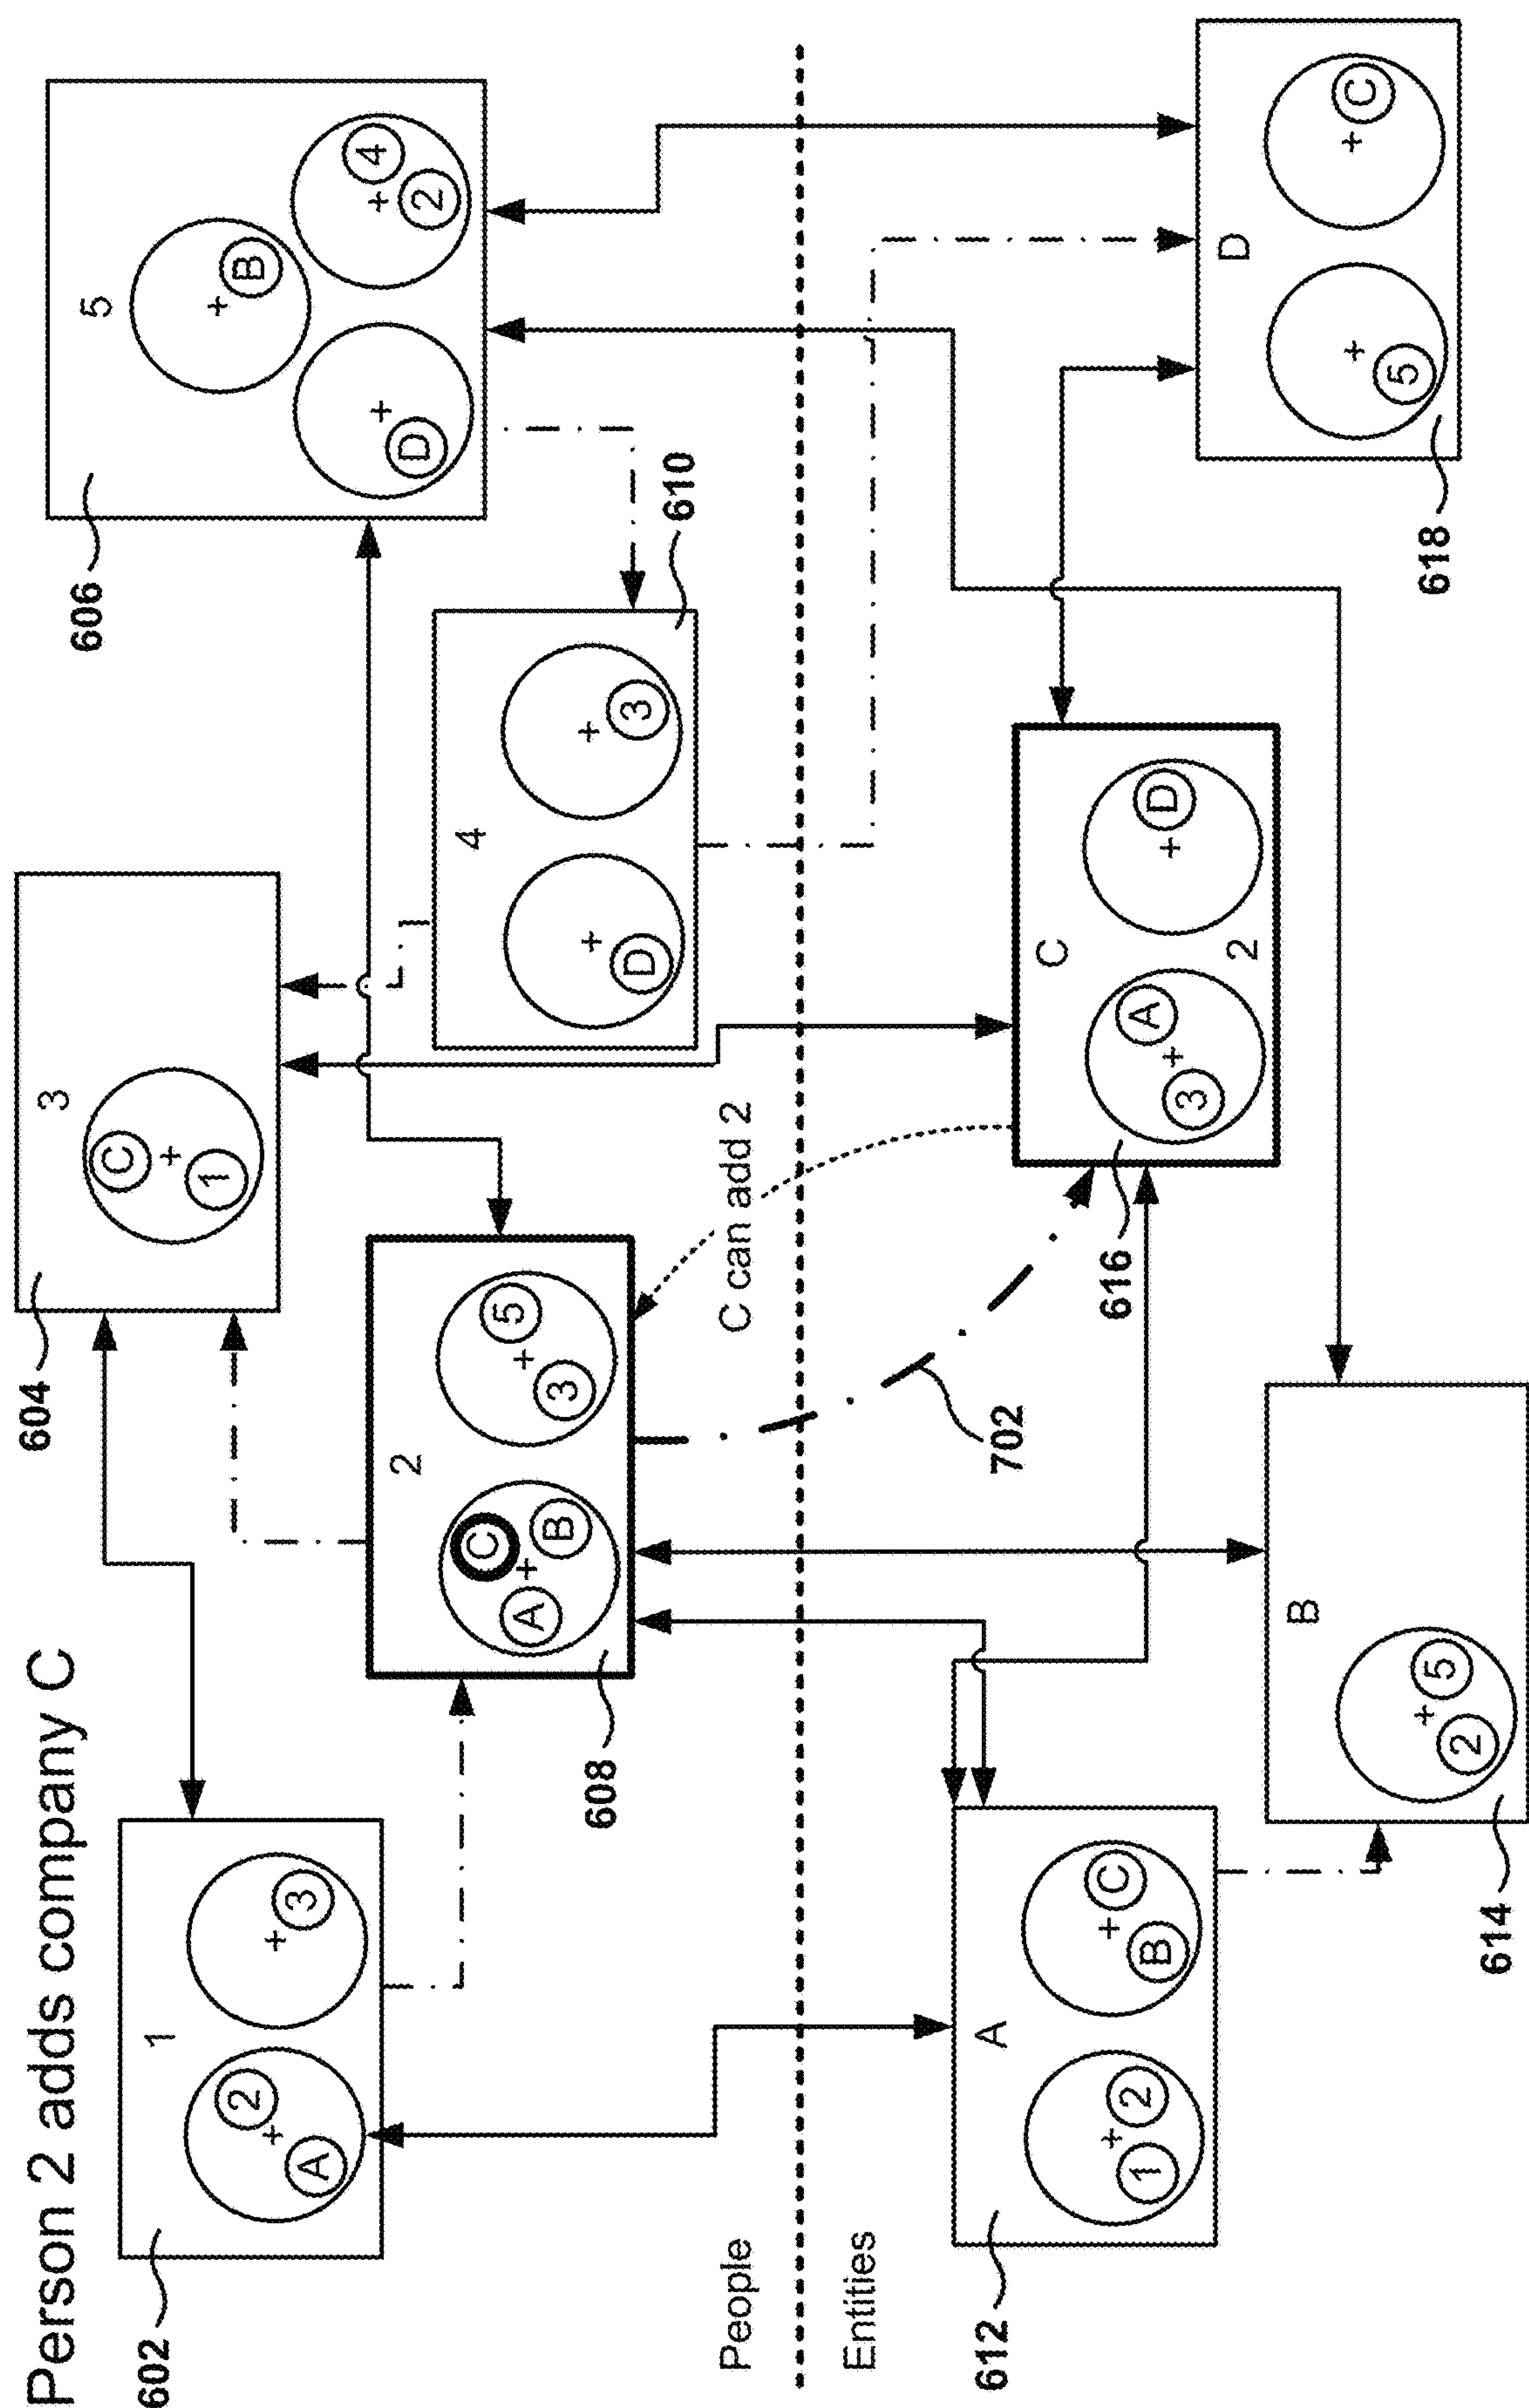 Person 2 adds company C
602
1
2
+
A
+
3
604
3
C
+
1
606
5
+
B
D
+
4
+
2
608
2
C
A
+
B
5
+
3
610
4
+
D
+
3
C can add 2
702
People
Entities
612
A
+
1
2
+
C
B
614
B
+
2
5
616
C
A
+
3
D
+
2
618
D
+
5
+
C